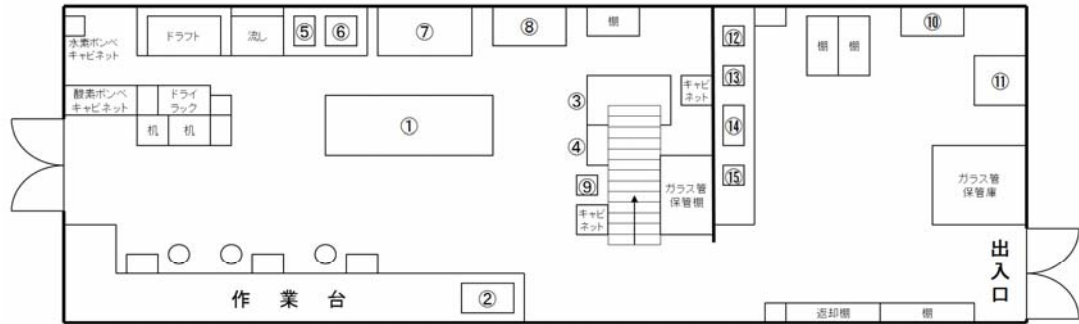 水素ボンベ
キャビネット
ドラフト
流し
⑤
⑥
⑦
⑧
棚
⑫
棚
棚
⑩
⑬
⑪
酸素ボンベ
キャビネット
ドライ
ラック
机
机
①
③
④
キャビ
ネット
⑭
⑨
キャビ
ネット
ガラス管
保管棚
⑮
ガラス管
保管庫
出入口
作業台
②
返却棚
棚